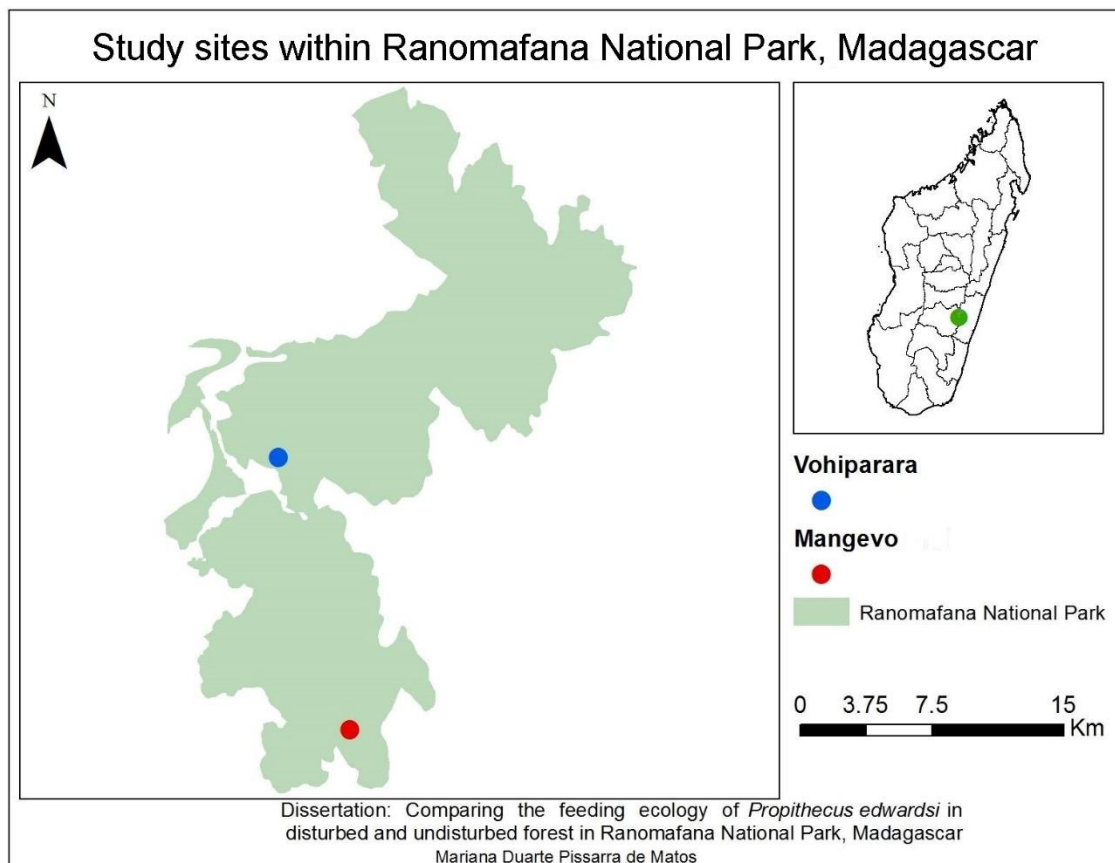 Study sites within Ranomafana National Park, Madagascar
N
Vohiparara
Mangevo
Ranomafana National Park
0 3.75 7.5 15
Km
Dissertation: Comparing the feeding ecology of Propithecus edwardsi in
disturbed and undisturbed forest in Ranomafana National Park, Madagascar
Mariana Duarte Pissarra de Matos